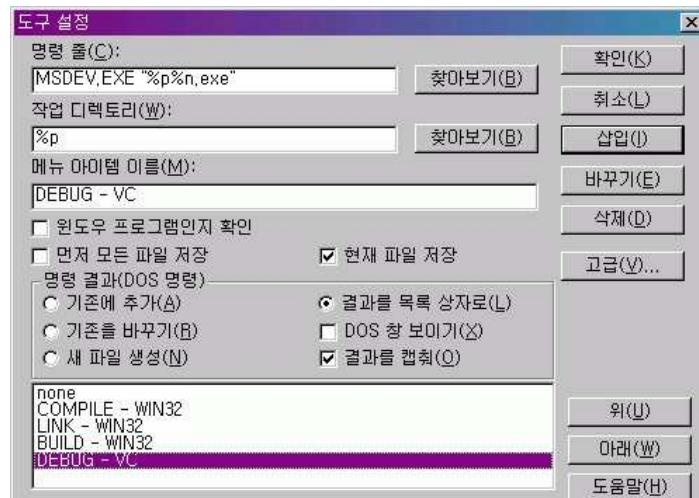 도구 설정
명령 줄(C):
MSDEV.EXE "%p%n.exe"
찾아보기(B)
작업 디렉토리(W):
%p
찾아보기(B)
메뉴 아이템 이름(M):
DEBUG - VC
윈도우 프로그램인지 확인
먼저 모든 파일 저장
현재 파일 저장
명령 결과(DOS 명령)
기존에 추가(A)
결과를 목록 상자로(L)
기존을 바꾸기(R)
DOS 창 보이기(X)
새 파일 생성(N)
결과를 캡춰(O)
none
COMPILE - WIN32
LINK - WIN32
BUILD - WIN32
DEBUG - VC
확인(K)
취소(L)
삽입(I)
바꾸기(E)
삭제(D)
고급(V)...
위(U)
아래(W)
도움말(H)